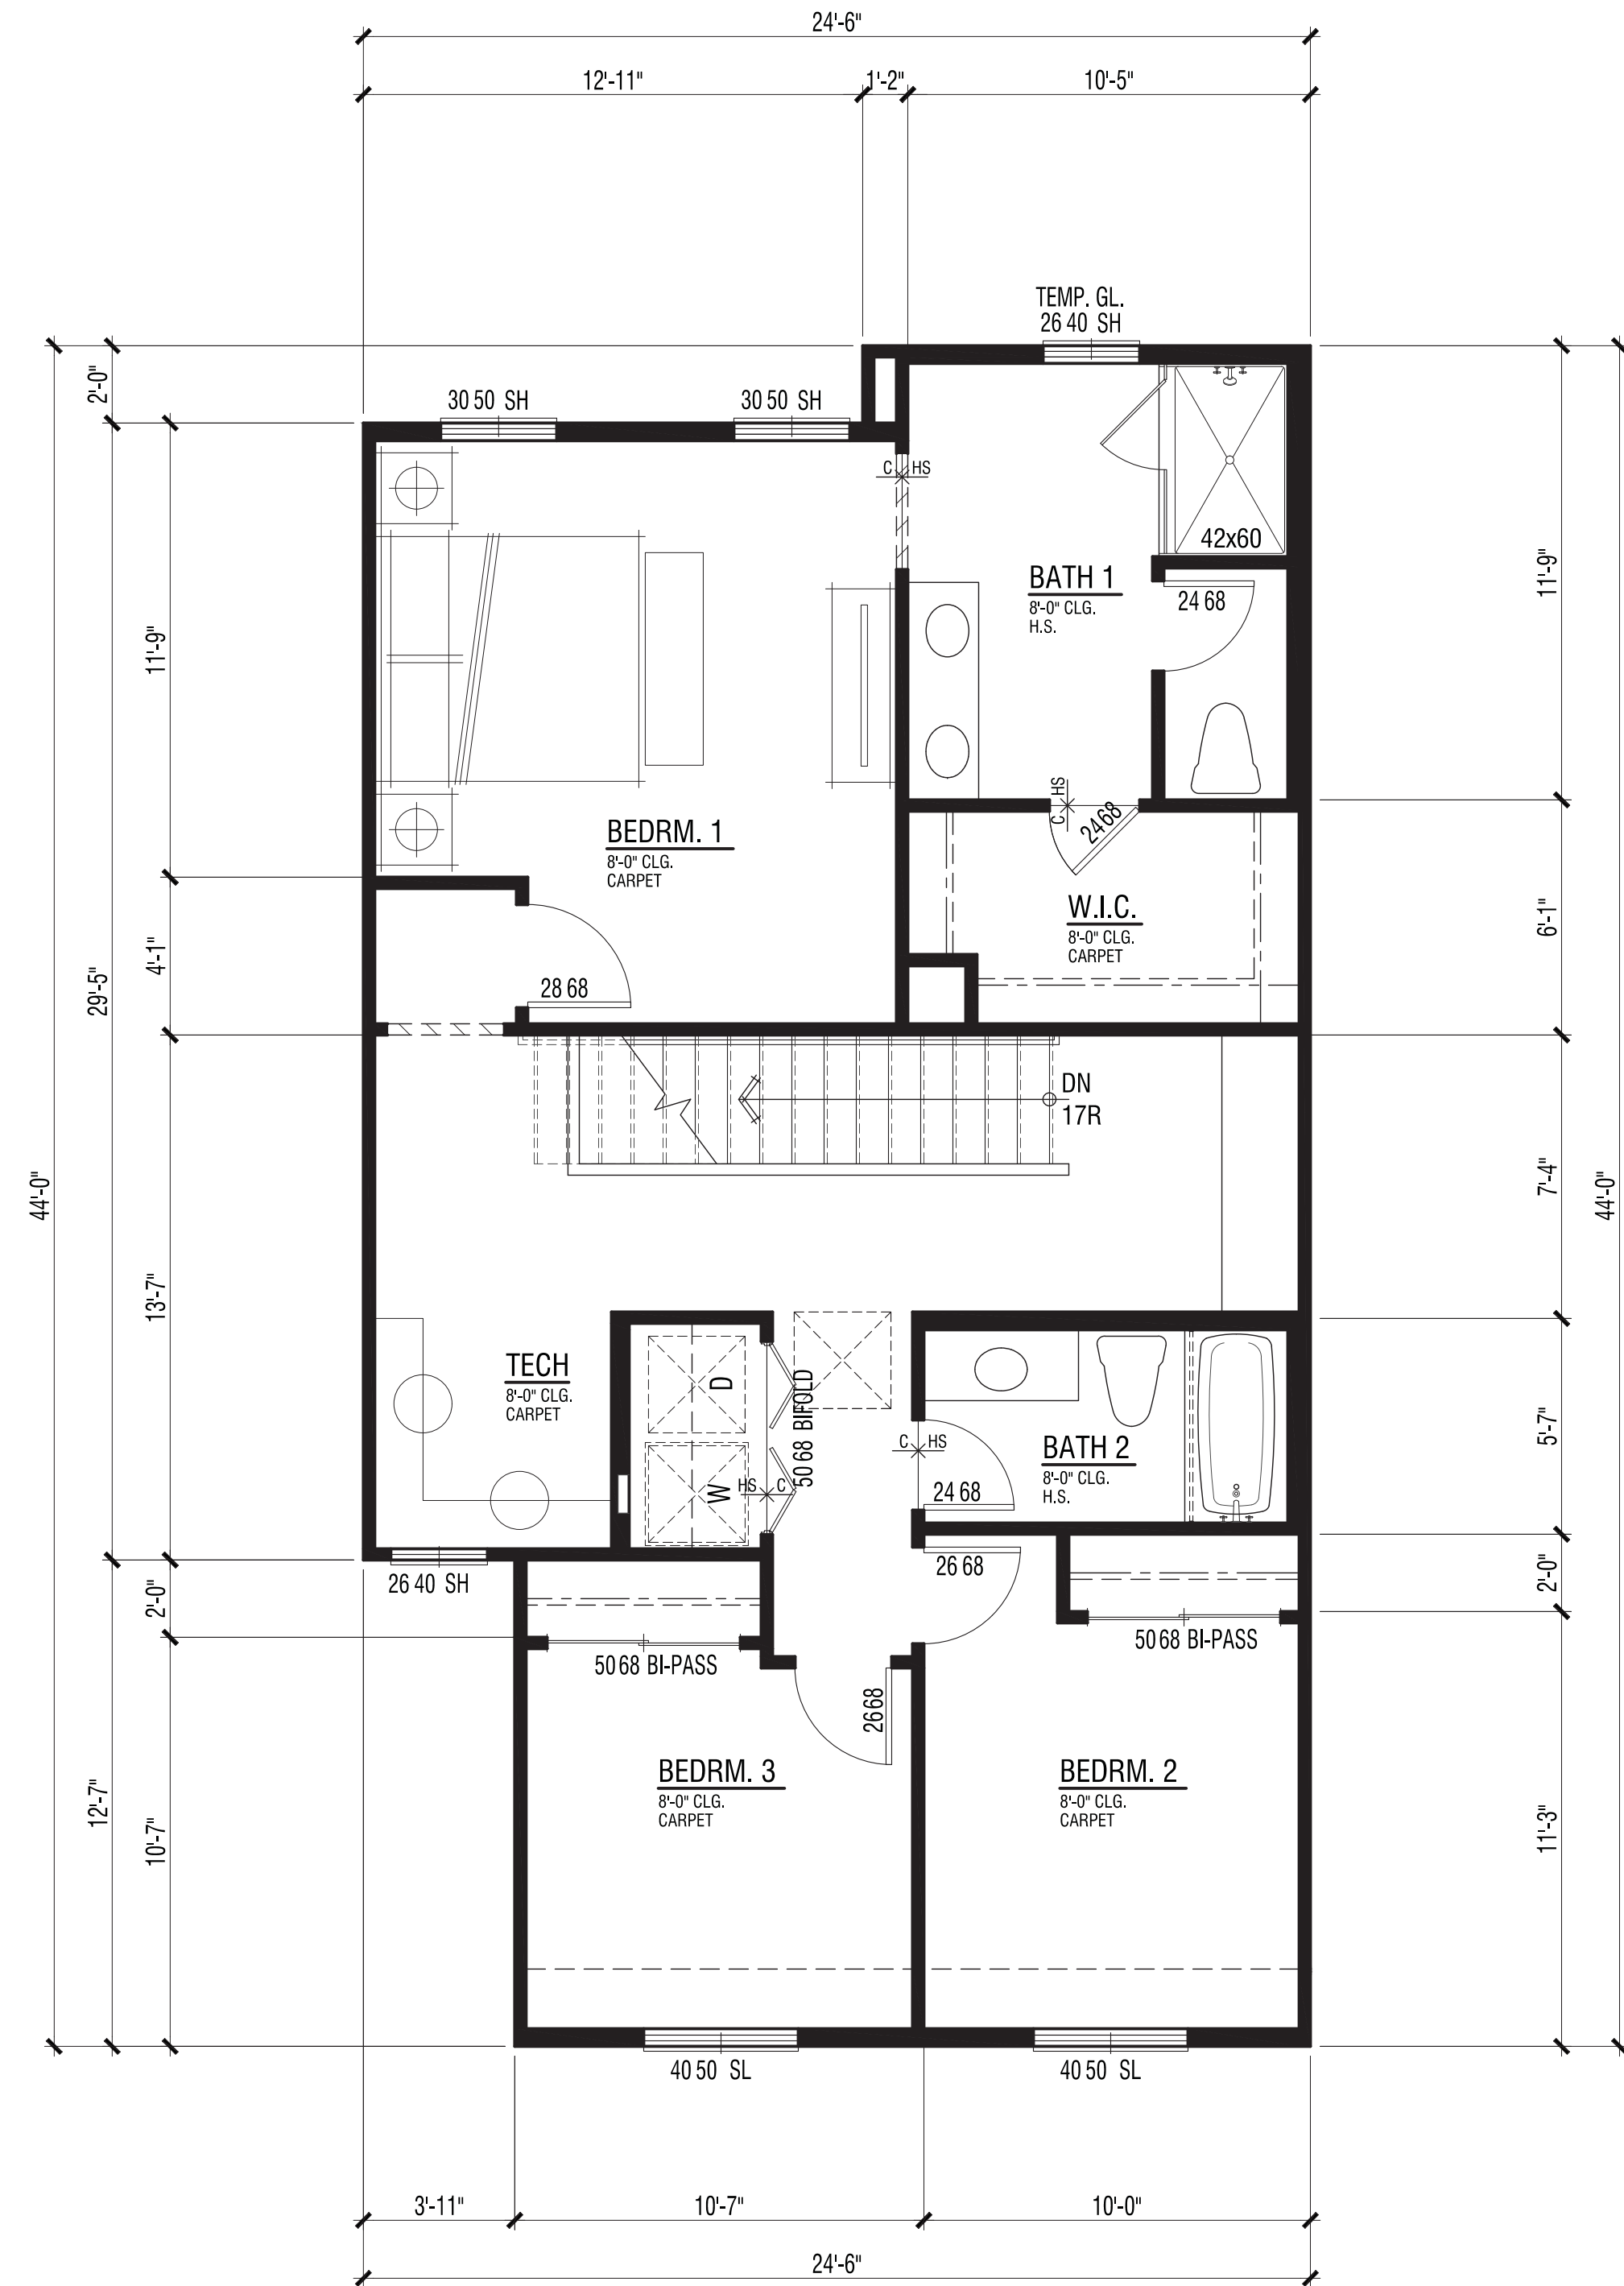 24'-6"
12'-11" 1'-2" 10'-5"
TEMP. GL.
26 40 SH
2'-0"
30 50 SH 30 50 SH
C HS
42x60
BATH 1
8'-0" CLG.
H.S.
24 68
11'-9"
11'-9"
C HS
2468
BEDRM. 1
8'-0" CLG.
CARPET
W.I.C.
8'-0" CLG.
CARPET
6'-1"
4'-1"
29'-5"
28 68
DN
17R
44'-0"
7'-4"
44'-0"
13'-7"
TECH
8'-0" CLG.
CARPET
D
W
50 68 BIFOLD
HS C
C HS
BATH 2
8'-0" CLG.
H.S.
24 68
5'-7"
26 40 SH
2'-0"
26 68
2'-0"
50 68 BI-PASS
50 68 BI-PASS
26 68
BEDRM. 3
8'-0" CLG.
CARPET
BEDRM. 2
8'-0" CLG.
CARPET
12'-7"
10'-7"
11'-3"
40 50 SL 40 50 SL
3'-11" 10'-7" 10'-0"
24'-6"